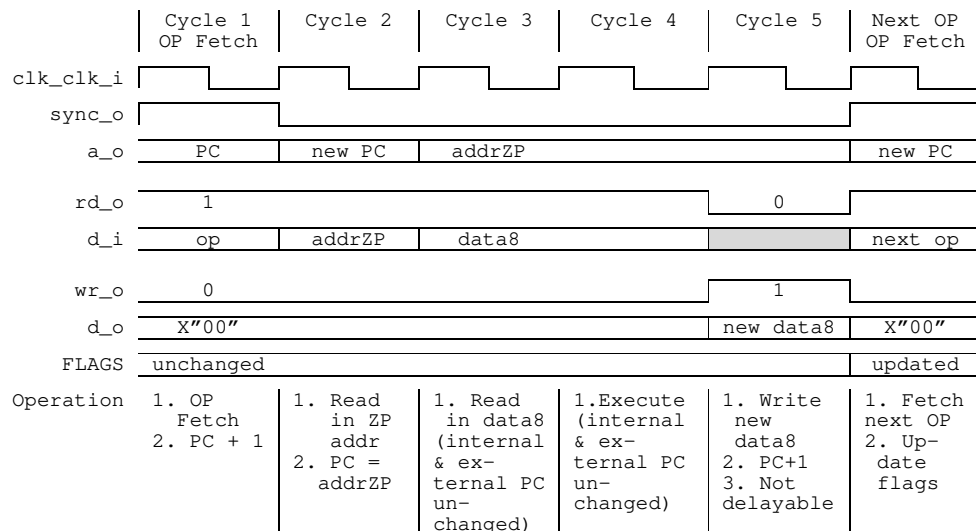 Cycle 1 Cycle 2 Cycle 3 Cycle 4 Cycle 5 Next OP
OP Fetch OP Fetch
clk_clk_i
sync_o
a_o PC new PC addrZP new PC
rd_o 1 0
d_i op addrZP data8 next op
wr_o 0 1
d_o X"00" new data8 X"00"
FLAGS unchanged updated
Operation 1. OP 1. Read 1. Read 1.Execute 1. Write 1. Fetch
Fetch in ZP in data8 (internal new next OP
2. PC + 1 addr (internal & ex- data8 2. Up-
2. PC = & ex- ternal PC 2. PC+1 date
addrZP ternal PC un- 3. Not flags
un- changed) delayable
changed)